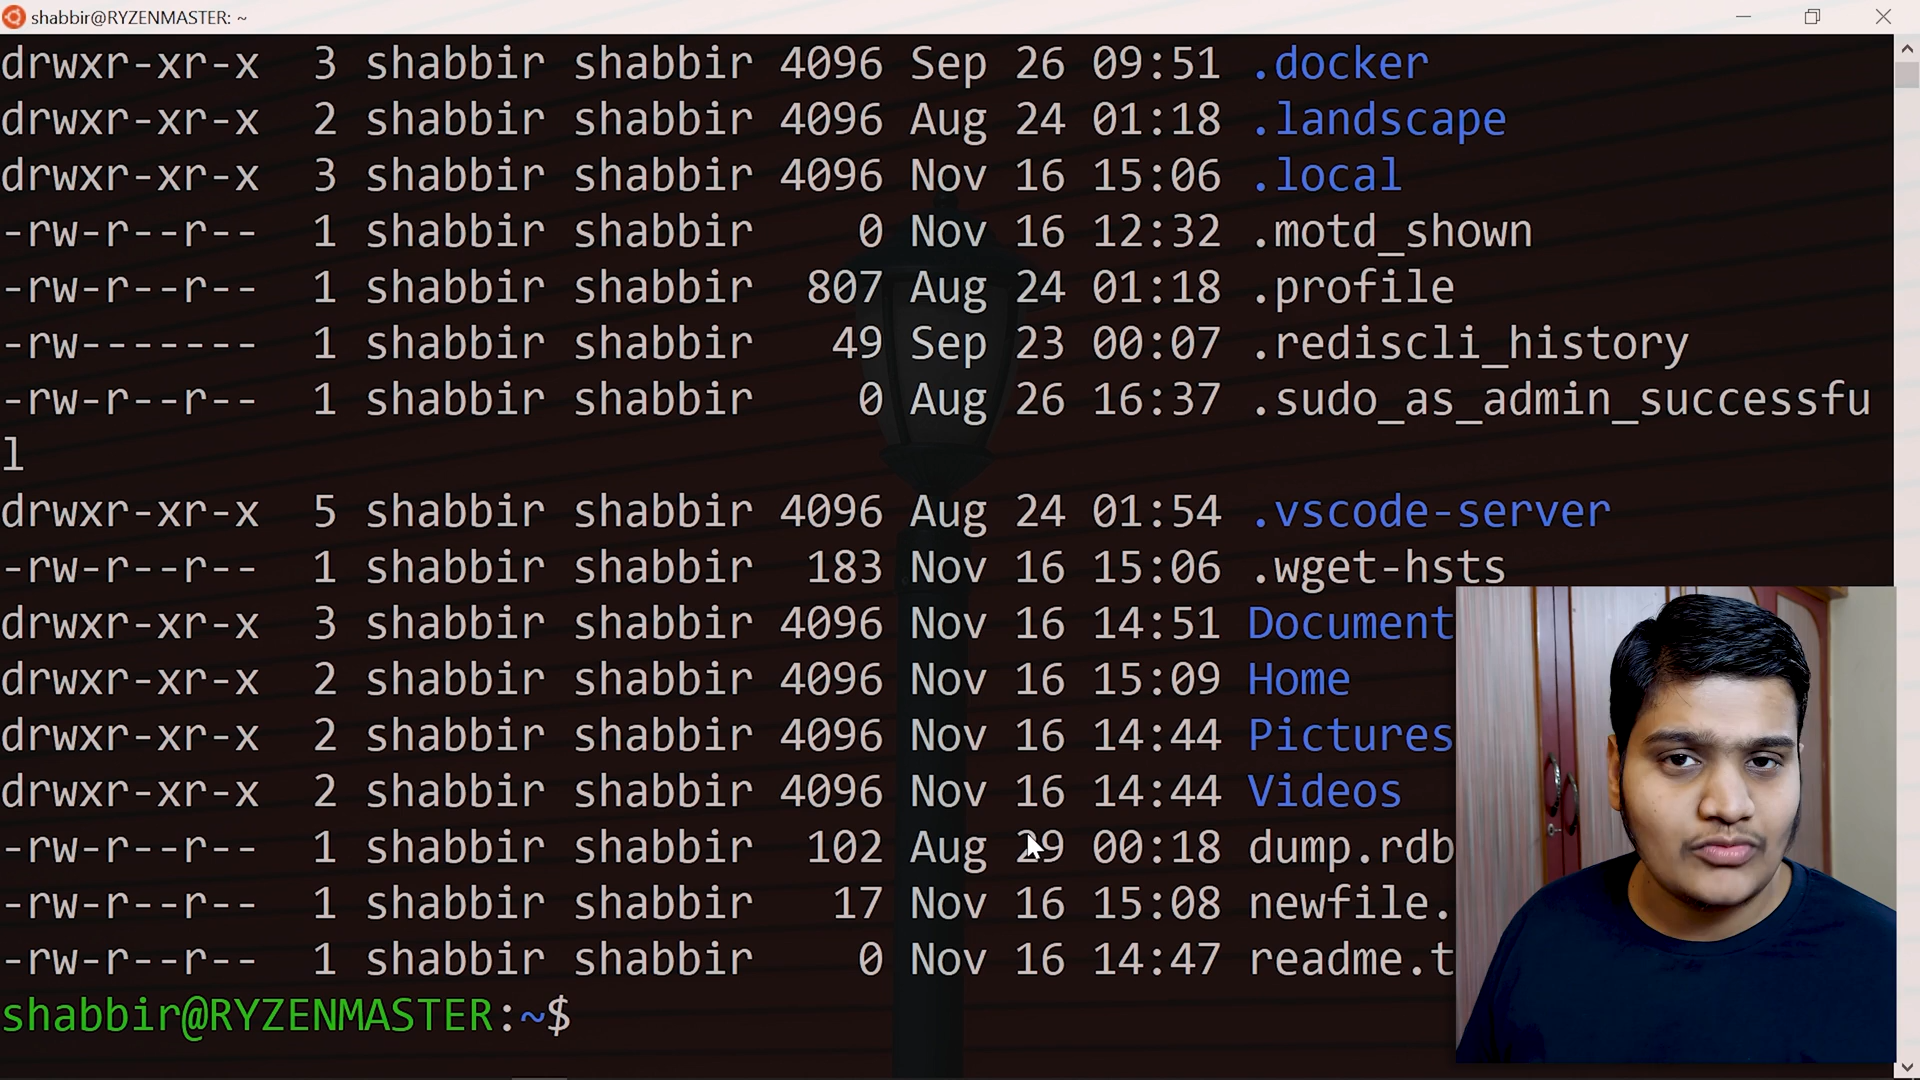 shabbir@RYZENMASTER: ~
drwxr-xr-x 3 shabbir shabbir 4096 Sep 26 09:51 .docker
drwxr-xr-x 2 shabbir shabbir 4096 Aug 24 01:18 .landscape
drwxr-xr-x 3 shabbir shabbir 4096 Nov 16 15:06 .local
-rw-r--r-- 1 shabbir shabbir 0 Nov 16 12:32 .motd_shown
-rw-r--r-- 1 shabbir shabbir 807 Aug 24 01:18 .profile
-rw------- 1 shabbir shabbir 49 Sep 23 00:07 .rediscli_history
-rw-r--r-- 1 shabbir shabbir 0 Aug 26 16:37 .sudo_as_admin_successfu
l
drwxr-xr-x 5 shabbir shabbir 4096 Aug 24 01:54 .vscode-server
-rw-r--r-- 1 shabbir shabbir 183 Nov 16 15:06 .wget-hsts
drwxr-xr-x 3 shabbir shabbir 4096 Nov 16 14:51 Document
drwxr-xr-x 2 shabbir shabbir 4096 Nov 16 15:09 Home
drwxr-xr-x 2 shabbir shabbir 4096 Nov 16 14:44 Pictures
drwxr-xr-x 2 shabbir shabbir 4096 Nov 16 14:44 Videos
-rw-r--r-- 1 shabbir shabbir 102 Aug 29 00:18 dump.rdb
-rw-r--r-- 1 shabbir shabbir 17 Nov 16 15:08 newfile.
-rw-r--r-- 1 shabbir shabbir 0 Nov 16 14:47 readme.t
shabbir@RYZENMASTER:~$